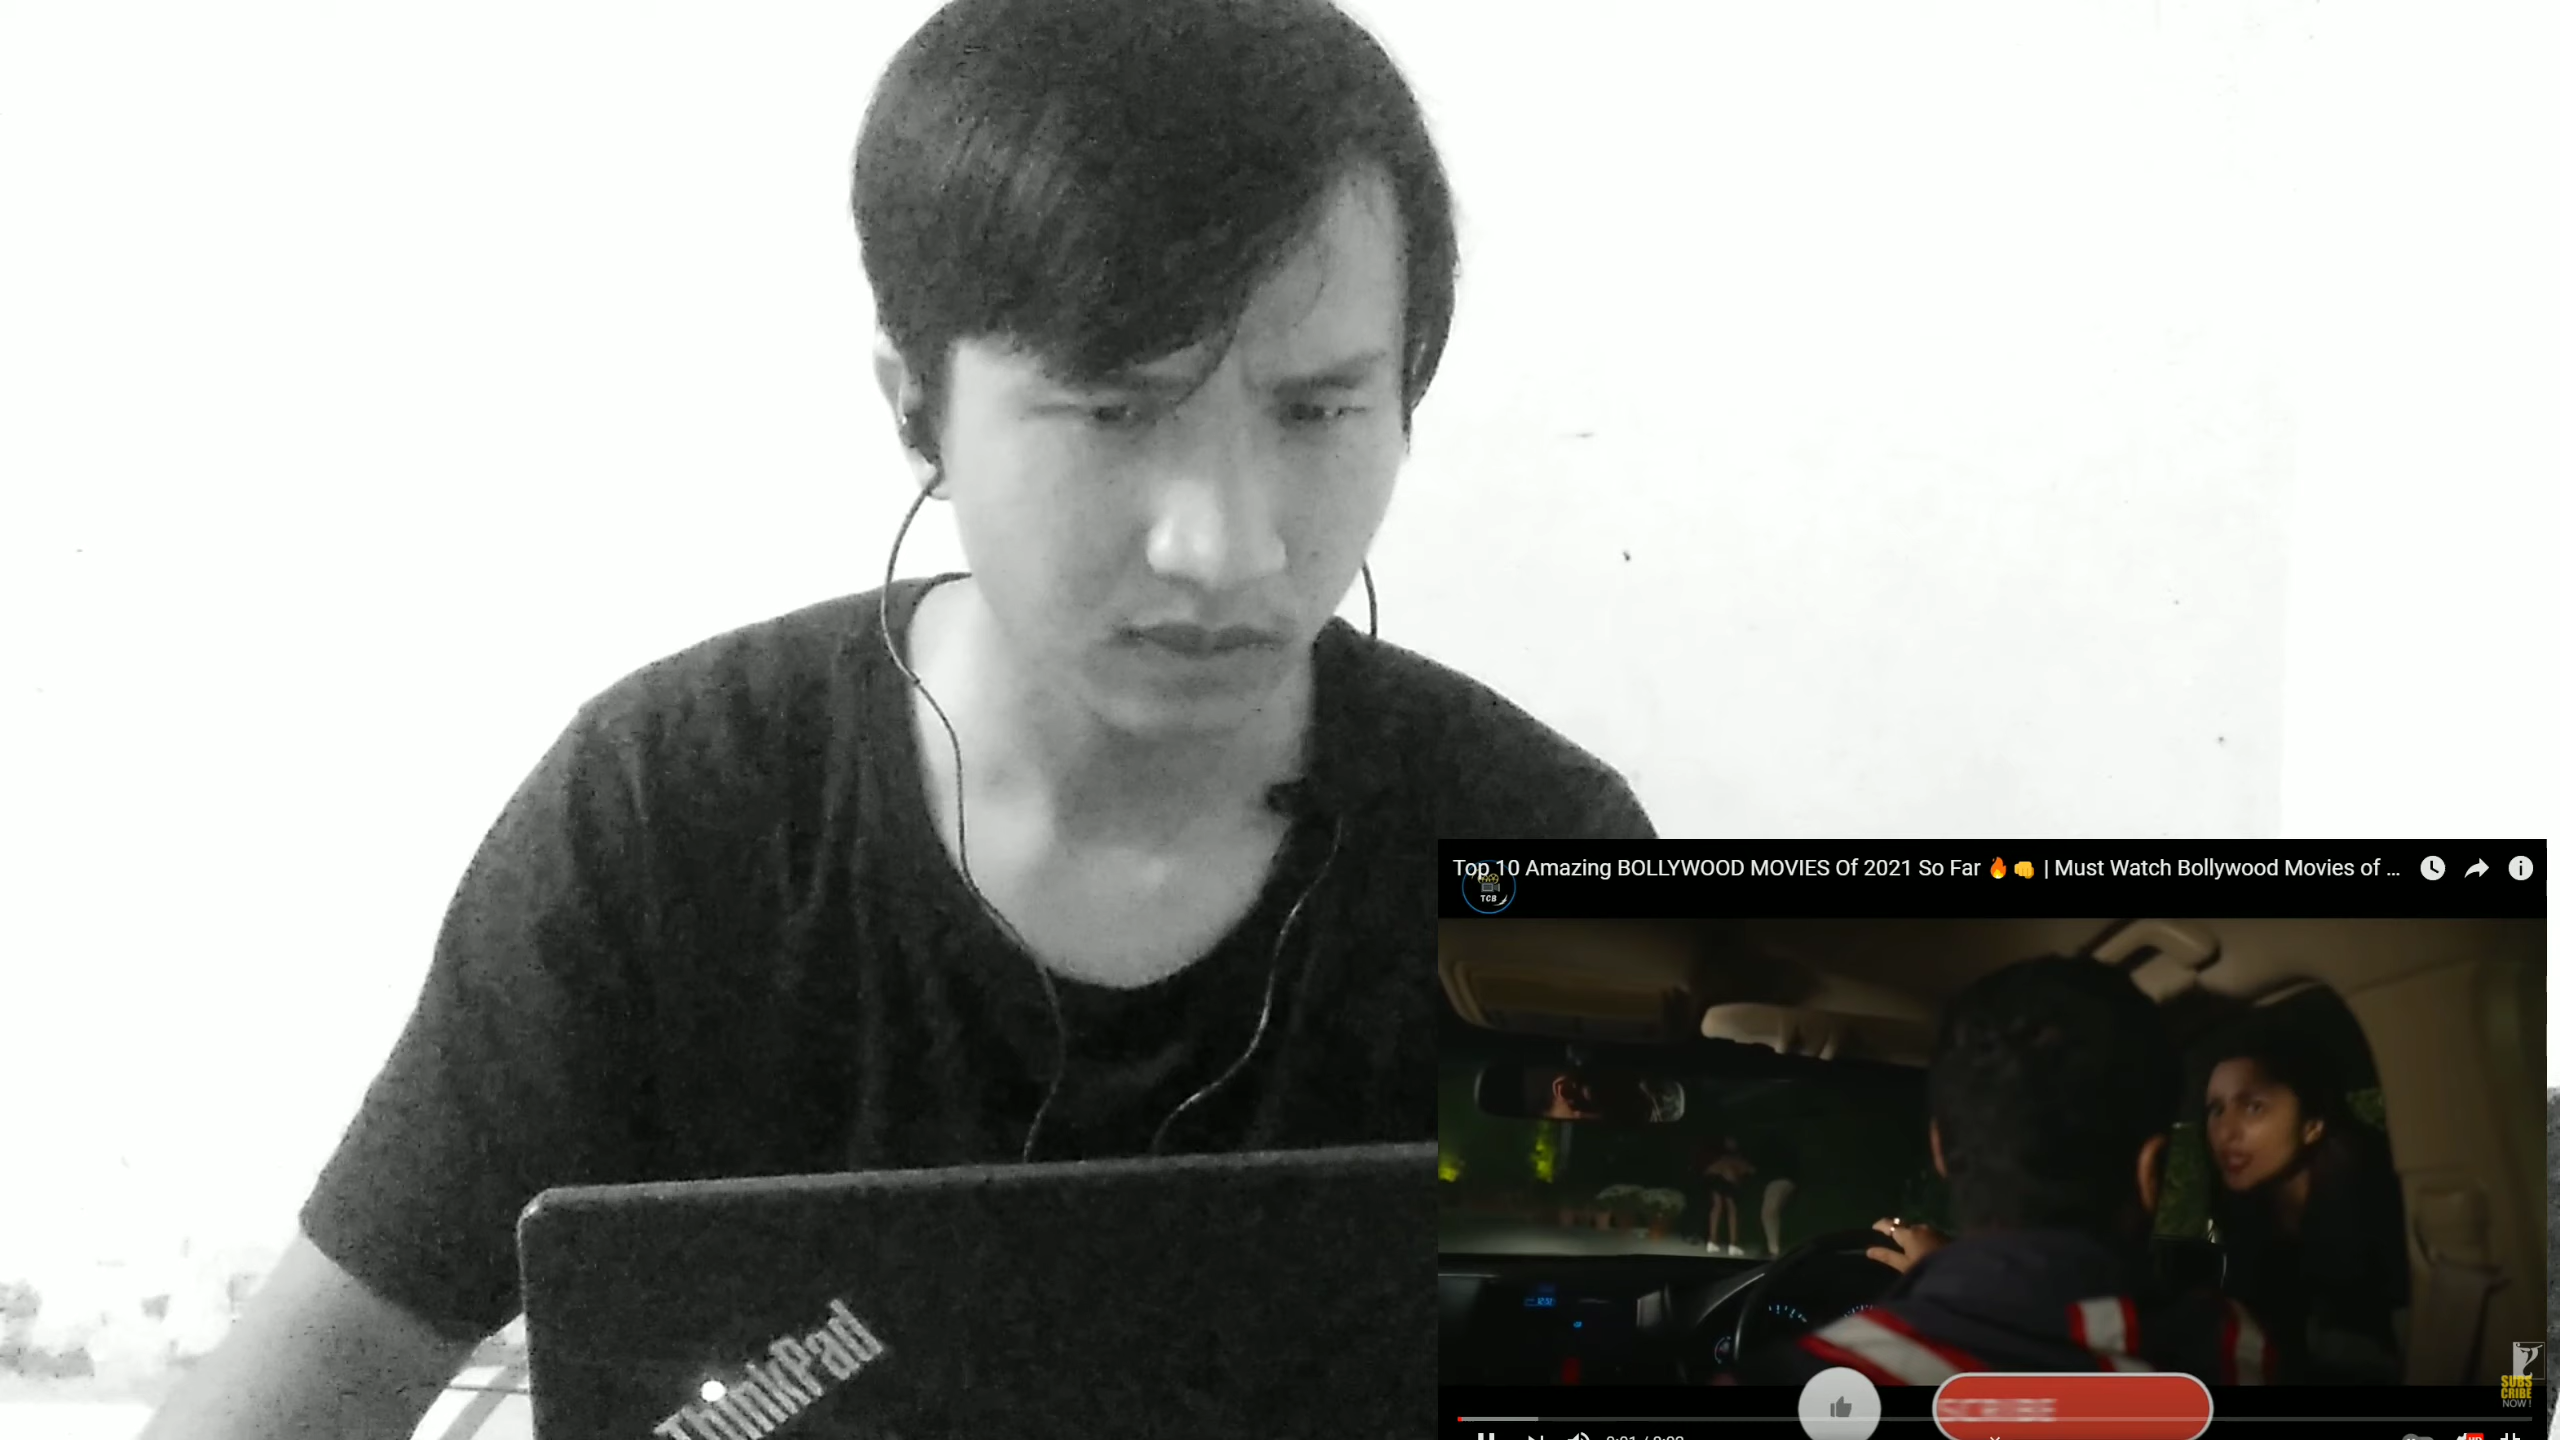 Top 10 Amazing BOLLYWOOD MOVIES Of 2021 So Far 🔥👊 | Must Watch Bollywood Movies of ...
TCB
ThinkPad
SUBS
CRIBE
NOW!